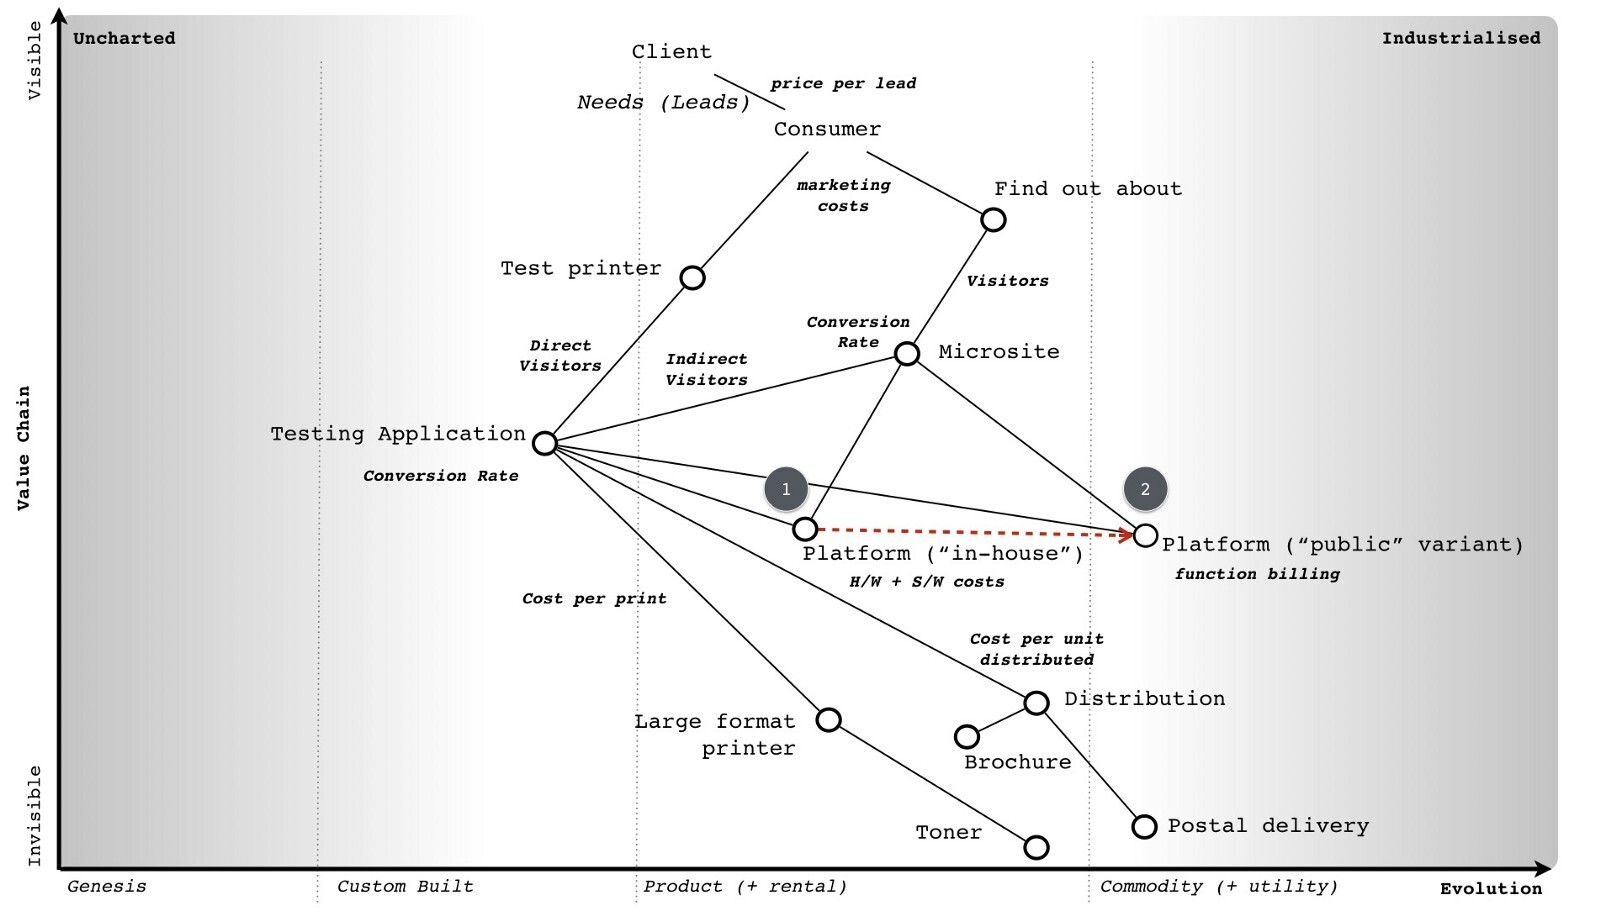 Visible
Uncharted
Industrialised
Client
price per lead
Needs (Leads)
Consumer
marketing
costs
Find out about
Test printer
Visitors
Conversion
Rate
Microsite
Direct
Visitors
Indirect
Visitors
Value Chain
Testing Application
Conversion Rate
1
2
Platform (“in-house”)
H/W + S/W costs
Platform (“public” variant)
function billing
Cost per print
Cost per unit
distributed
Distribution
Large format
printer
Brochure
Toner
Postal delivery
Invisible
Genesis
Custom Built
Product (+ rental)
Commodity (+ utility)
Evolution